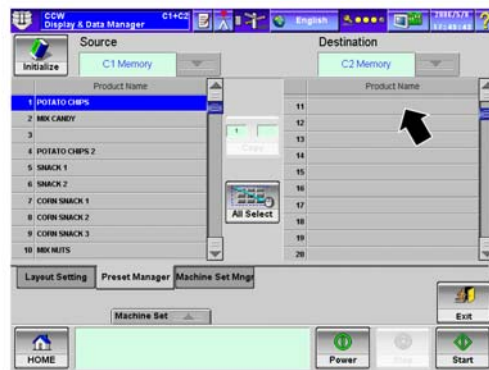 CCW
Display & Data Manager
C1+C2
English
17:43:43
Source
Destination
Initialize
C1 Memory
C2 Memory
Product Name
Product Name
1 POTATO CHIPS
2 MIX CANDY
3
4 POTATO CHIPS 2
5 SNACK 1
6 SNACK 2
7 CORN SNACK 1
8 CORN SNACK 2
9 CORN SNACK 3
10 MIX NUTS
1
Copy
All Select
11
12
13
14
15
16
17
18
19
20
Layout Setting
Preset Manager
Machine Set Mngr
Machine Set
Exit
HOME
Power
Stop
Start